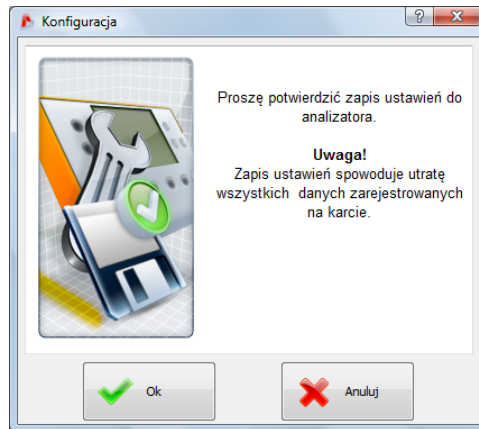 Konfiguracja
Proszę potwierdzić zapis ustawień do
analizatora.
Uwaga!
Zapis ustawień spowoduje utratę
wszystkich danych zarejestrowanych
na karcie.
Ok
Anuluj